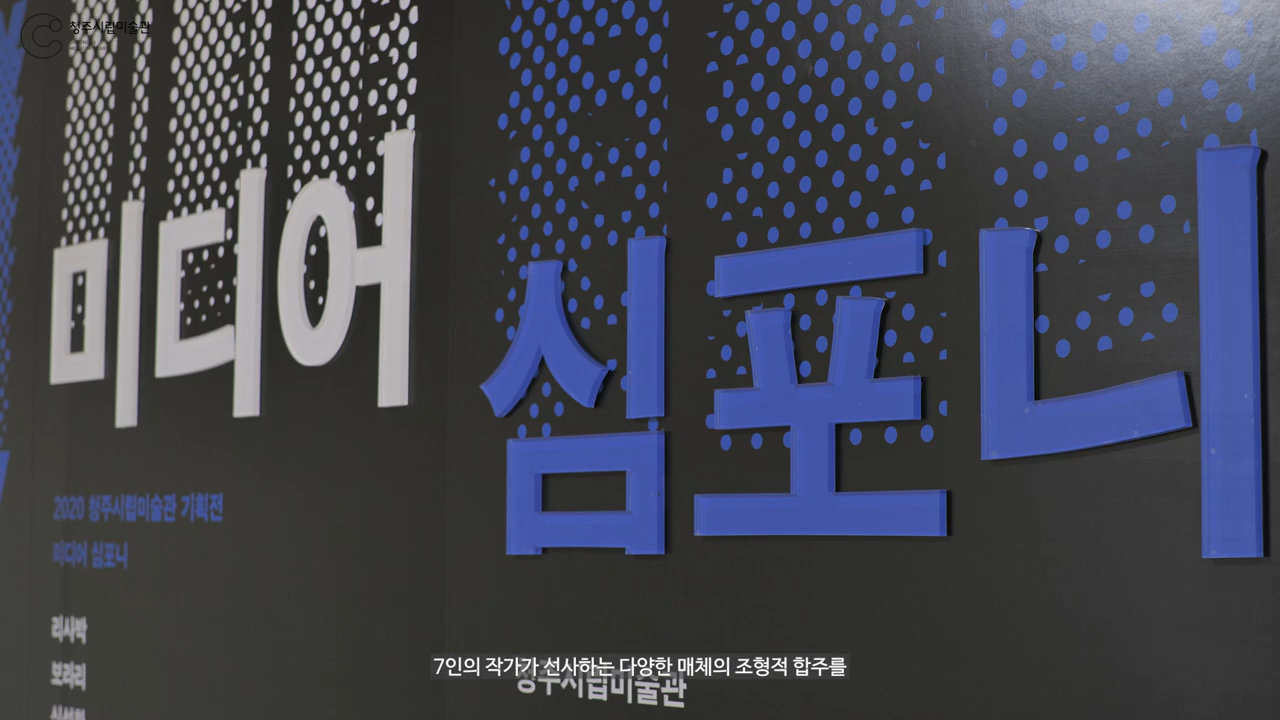 청주시립미술관
미디어 심포니
2020 청주시립미술관 기획전
미디어 심포니
리사박
보라리
7인의 작가가 선사하는 다양한 매체의 조형적 합주를
청주시립미술관